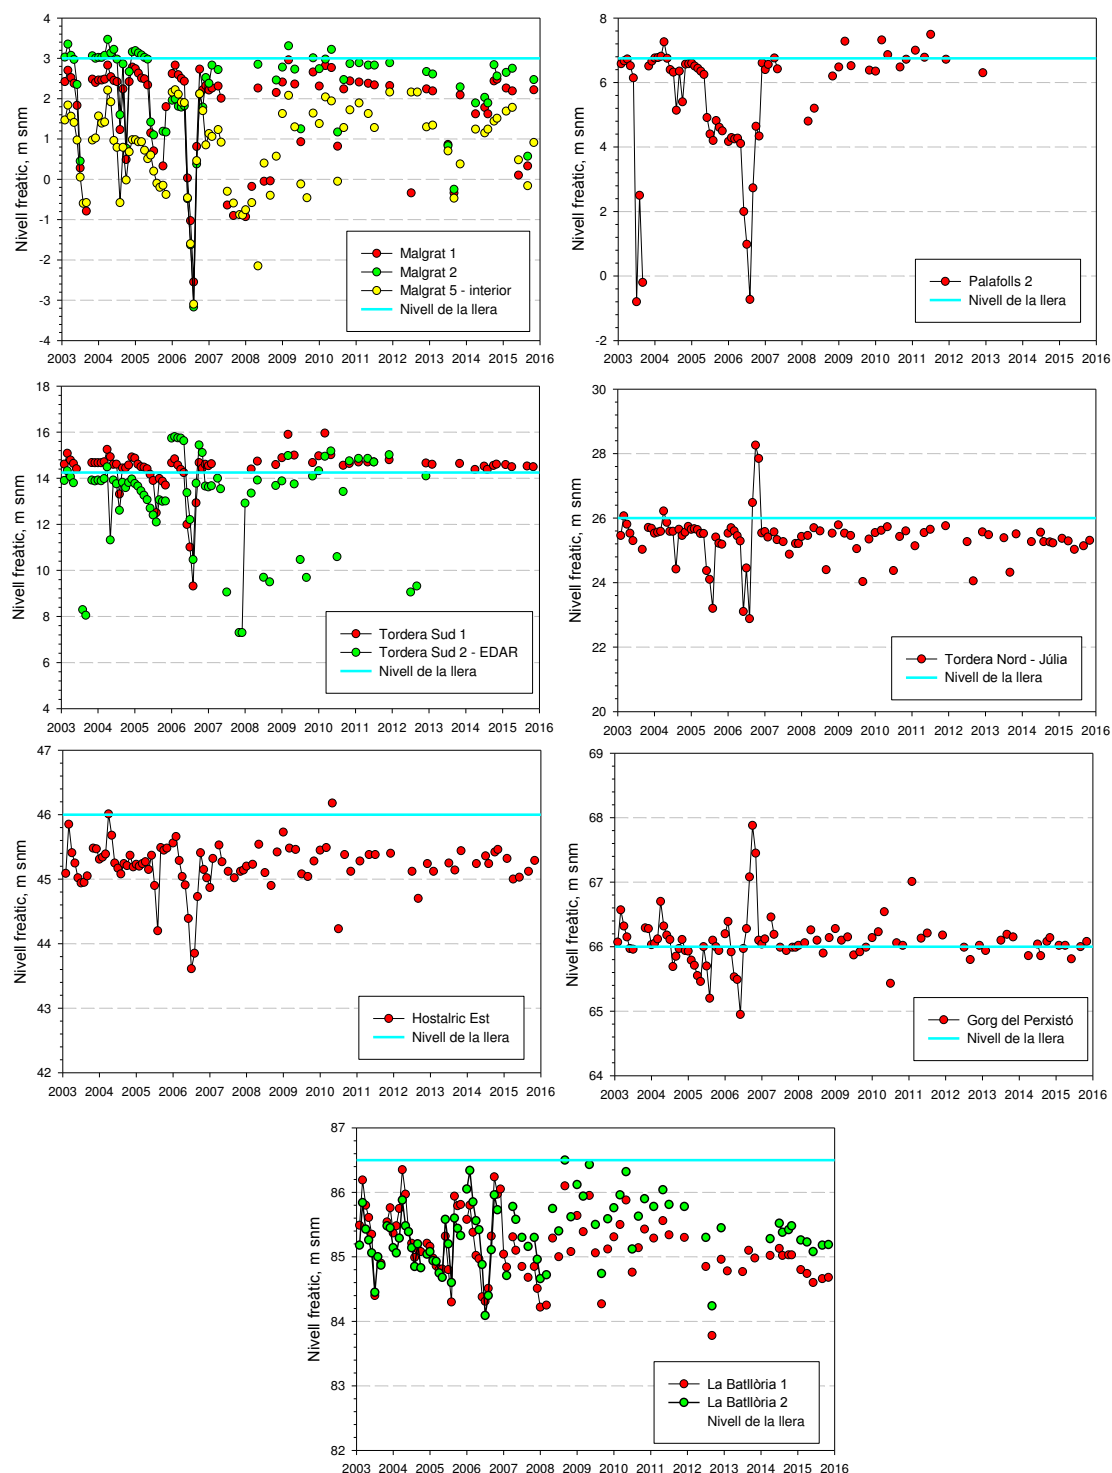 Nivell freàtic, m snm
4
3
2
1
0
-1
-2
-3
-4
Malgrat 1
Malgrat 2
Malgrat 5 - interior
Nivell de la llera
2003 2004 2005 2006 2007 2008 2009 2010 2011 2012 2013 2014 2015 2016
Nivell freàtic, m snm
8
6
4
2
0
-2
Palafolls 2
Nivell de la llera
2003 2004 2005 2006 2007 2008 2009 2010 2011 2012 2013 2014 2015 2016
Nivell freàtic, m snm
18
16
14
12
10
8
6
4
Tordera Sud 1
Tordera Sud 2 - EDAR
Nivell de la llera
2003 2004 2005 2006 2007 2008 2009 2010 2011 2012 2013 2014 2015 2016
Nivell freàtic, m snm
30
28
26
24
22
20
Tordera Nord - Júlia
Nivell de la llera
2003 2004 2005 2006 2007 2008 2009 2010 2011 2012 2013 2014 2015 2016
Nivell freàtic, m snm
47
46
45
44
43
42
Hostalric Est
Nivell de la llera
2003 2004 2005 2006 2007 2008 2009 2010 2011 2012 2013 2014 2015 2016
Nivell freàtic, m snm
69
68
67
66
65
64
Gorg del Perxistó
Nivell de la llera
2003 2004 2005 2006 2007 2008 2009 2010 2011 2012 2013 2014 2015 2016
Nivell freàtic, m snm
87
86
85
84
83
82
La Batllòria 1
La Batllòria 2
Nivell de la llera
2003 2004 2005 2006 2007 2008 2009 2010 2011 2012 2013 2014 2015 2016